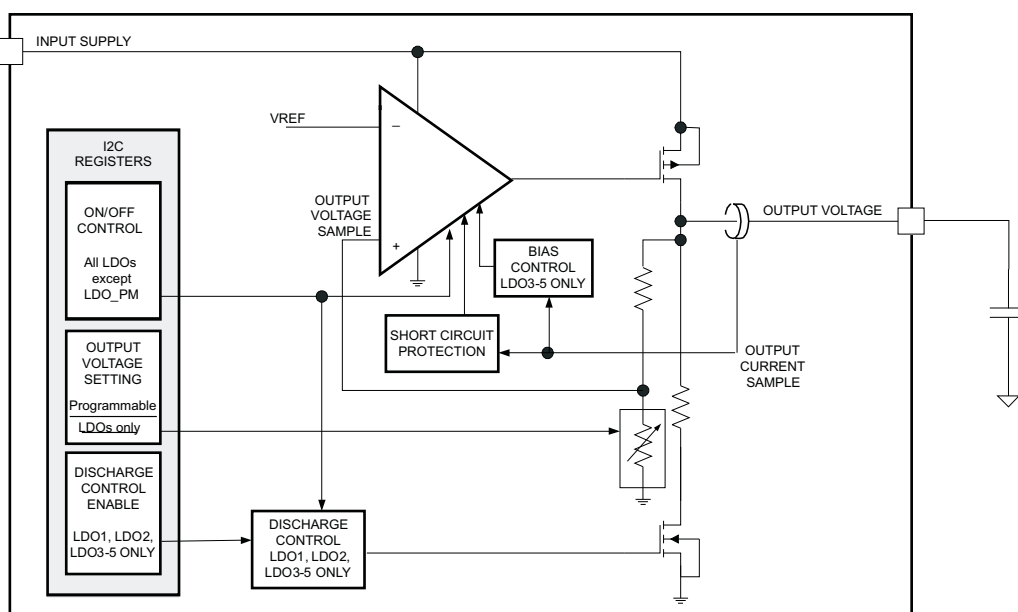 INPUT SUPPLY
VREF
−
I2C
REGISTERS
ON/OFF
CONTROL
All LDOs
except
LDO_PM
OUTPUT
VOLTAGE
SAMPLE
+
OUTPUT VOLTAGE
BIAS
CONTROL
LDO3-5 ONLY
SHORT CIRCUIT
PROTECTION
OUTPUT
CURRENT
SAMPLE
OUTPUT
VOLTAGE
SETTING
Programmable
LDOs only
DISCHARGE
CONTROL
ENABLE
LDO1, LDO2,
LDO3-5 ONLY
DISCHARGE
CONTROL
LDO1, LDO2,
LDO3-5 ONLY